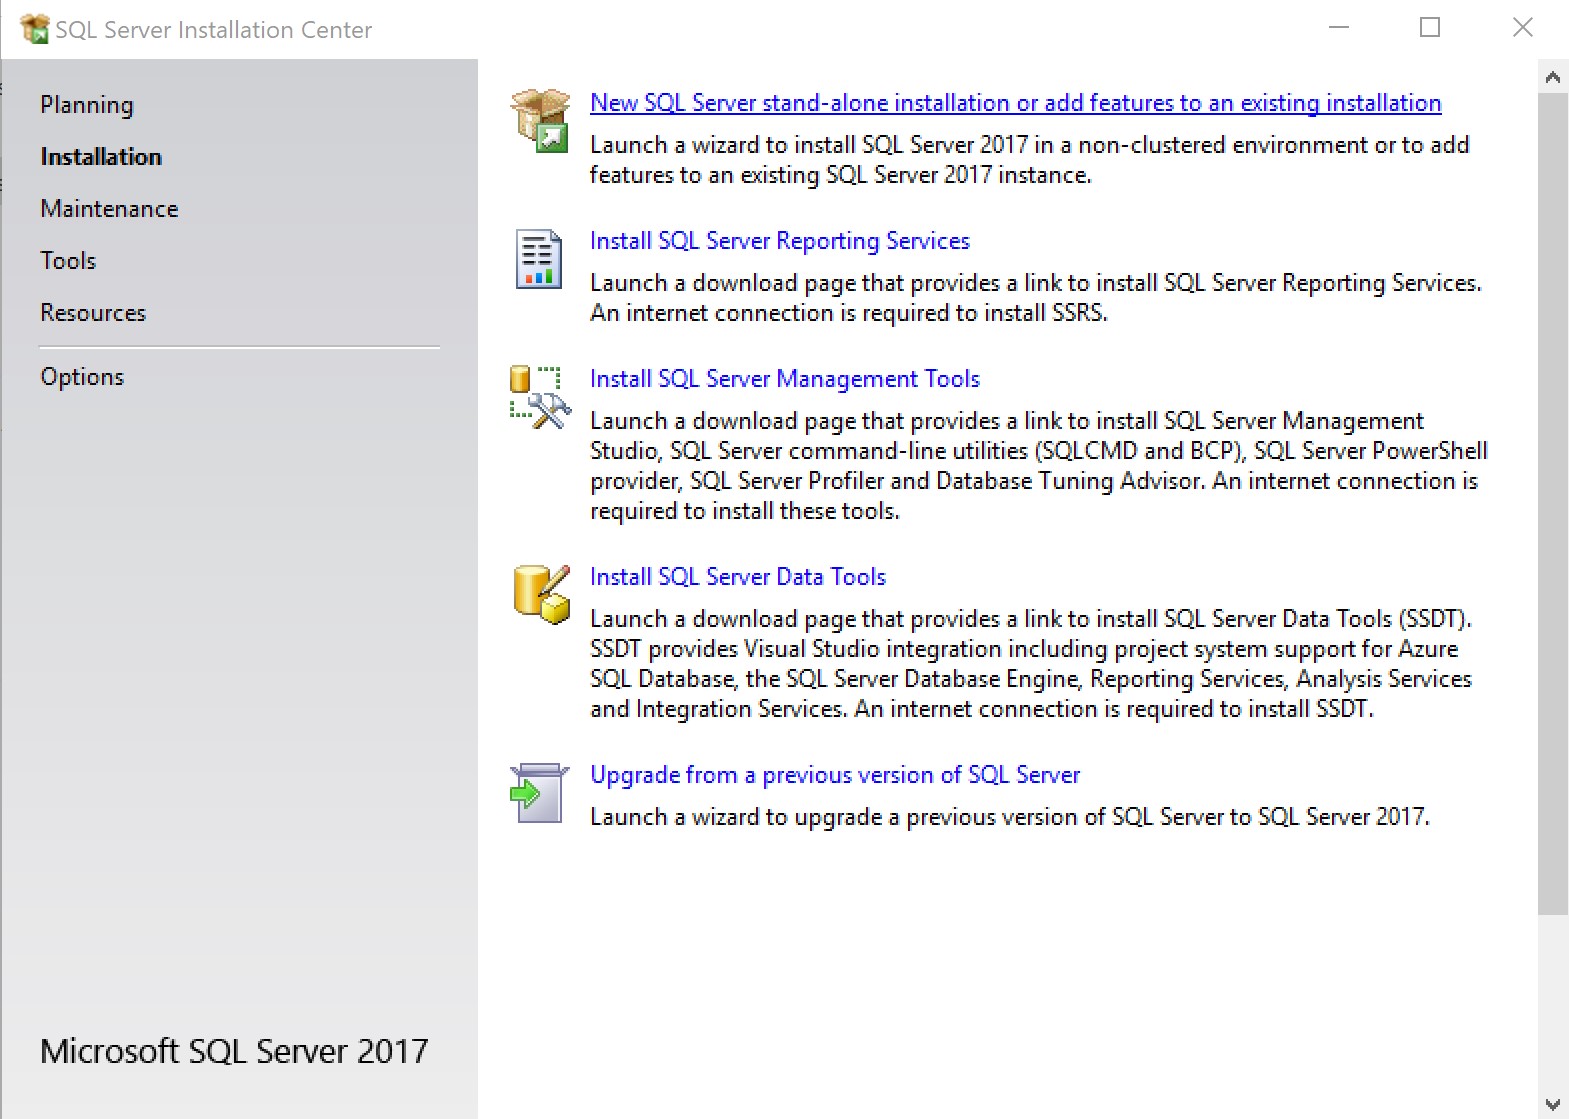 SQL Server Installation Center
Planning
Installation
Maintenance
Tools
Resources
Options
Microsoft SQL Server 2017
New SQL Server stand-alone installation or add features to an existing installation
Launch a wizard to install SQL Server 2017 in a non-clustered environment or to add
features to an existing SQL Server 2017 instance.
Install SQL Server Reporting Services
Launch a download page that provides a link to install SQL Server Reporting Services.
An internet connection is required to install SSRS.
Install SQL Server Management Tools
Launch a download page that provides a link to install SQL Server Management
Studio, SQL Server command-line utilities (SQLCMD and BCP), SQL Server PowerShell
provider, SQL Server Profiler and Database Tuning Advisor. An internet connection is
required to install these tools.
Install SQL Server Data Tools
Launch a download page that provides a link to install SQL Server Data Tools (SSDT).
SSDT provides Visual Studio integration including project system support for Azure
SQL Database, the SQL Server Database Engine, Reporting Services, Analysis Services
and Integration Services. An internet connection is required to install SSDT.
Upgrade from a previous version of SQL Server
Launch a wizard to upgrade a previous version of SQL Server to SQL Server 2017.